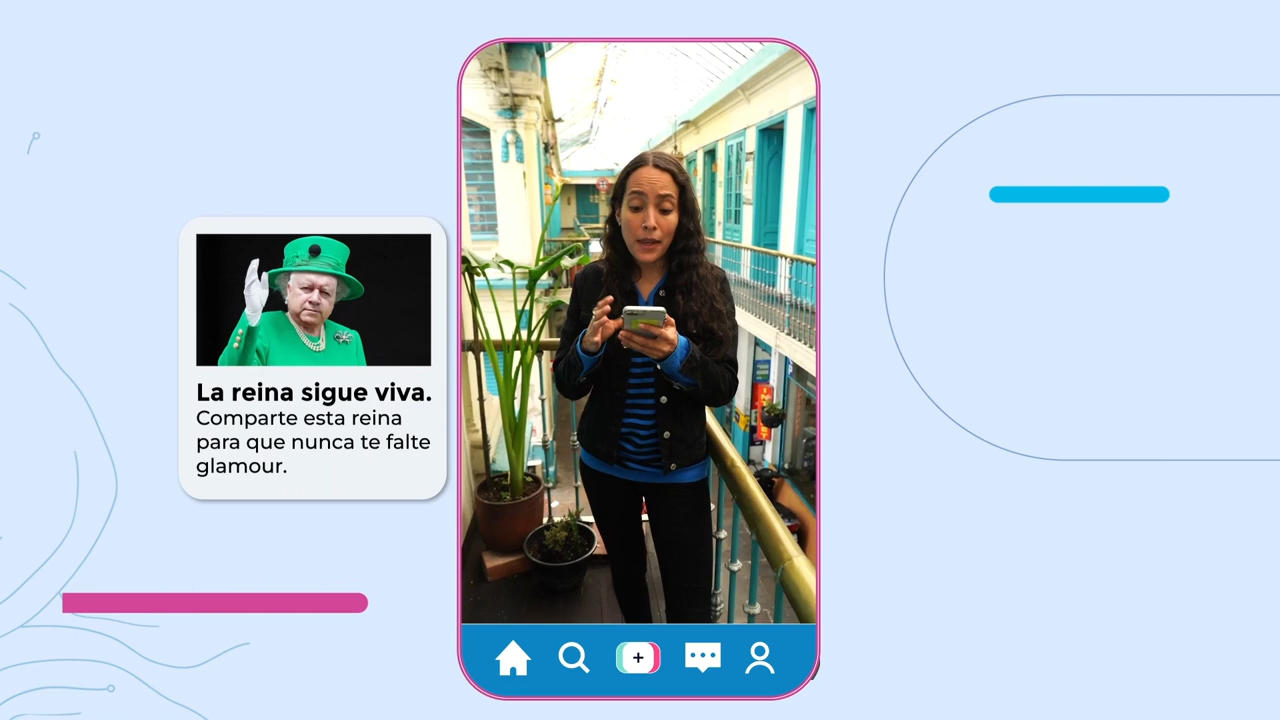 La reina sigue viva.
Comparte esta reina
para que nunca te falte
glamour.